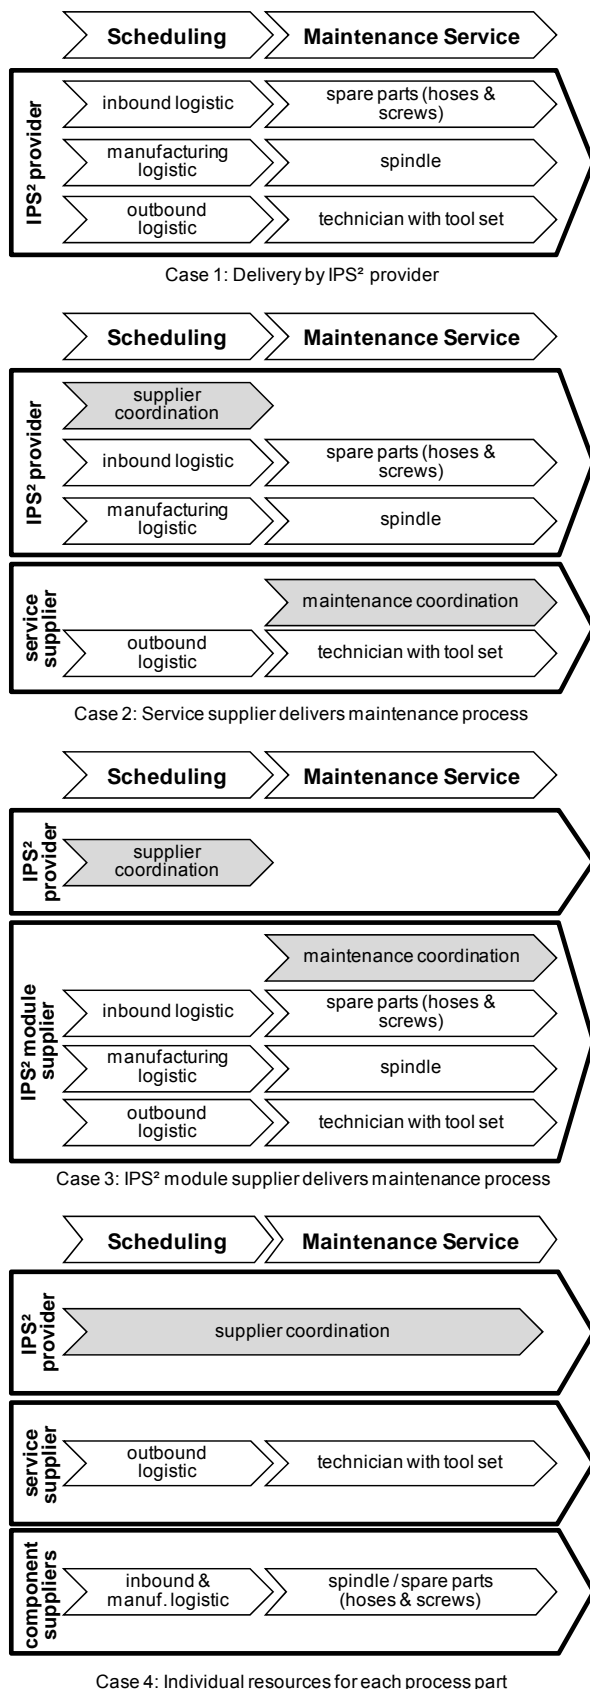 Scheduling
Maintenance Service
IPS² provider
inbound logistic
spare parts (hoses &
screws)
manufacturing
logistic
spindle
outbound
logistic
technician with tool set
Case 1: Delivery by IPS² provider
Scheduling
Maintenance Service
IPS² provider
supplier
coordination
inbound logistic
spare parts (hoses &
screws)
manufacturing
logistic
spindle
service
supplier
maintenance coordination
outbound
logistic
technician with tool set
Case 2: Service supplier delivers maintenance process
Scheduling
Maintenance Service
IPS²
provider
supplier
coordination
IPS² module
supplier
maintenance coordination
inbound logistic
spare parts (hoses &
screws)
manufacturing
logistic
spindle
outbound
logistic
technician with tool set
Case 3: IPS² module supplier delivers maintenance process
Scheduling
Maintenance Service
IPS²
provider
supplier coordination
service
supplier
outbound
logistic
technician with tool set
component
suppliers
inbound &
manuf. logistic
spindle / spare parts
(hoses & screws)
Case 4: Individual resources for each process part